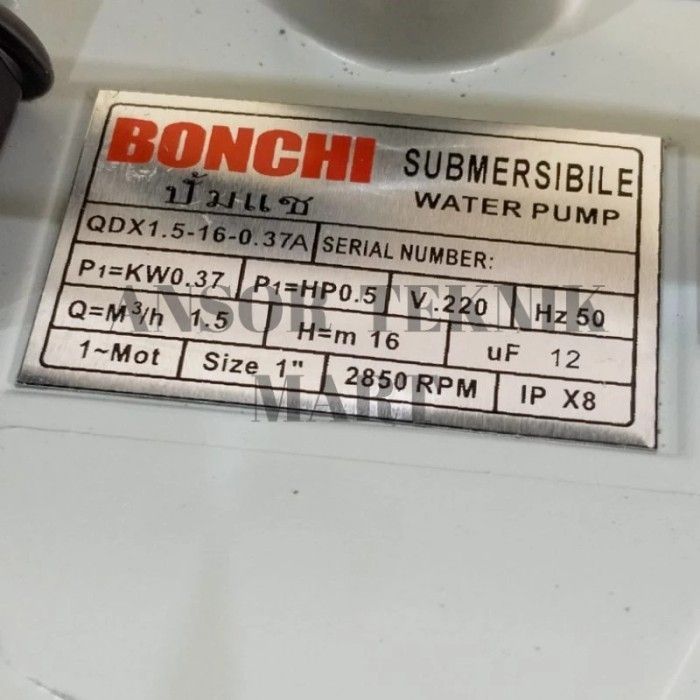 BONCHI SUBMERSIBILE
ปั๊มแช WATER PUMP
QDX1.5-16-0.37A SERIAL NUMBER:
P1=KW0.37 P1=HP0.5 V.220 Hz 50
Q=M³/h 1.5 H=m 16 uF 12
1~Mot Size 1" 2850 RPM IP X8
ANSOR TEKNIK
MART